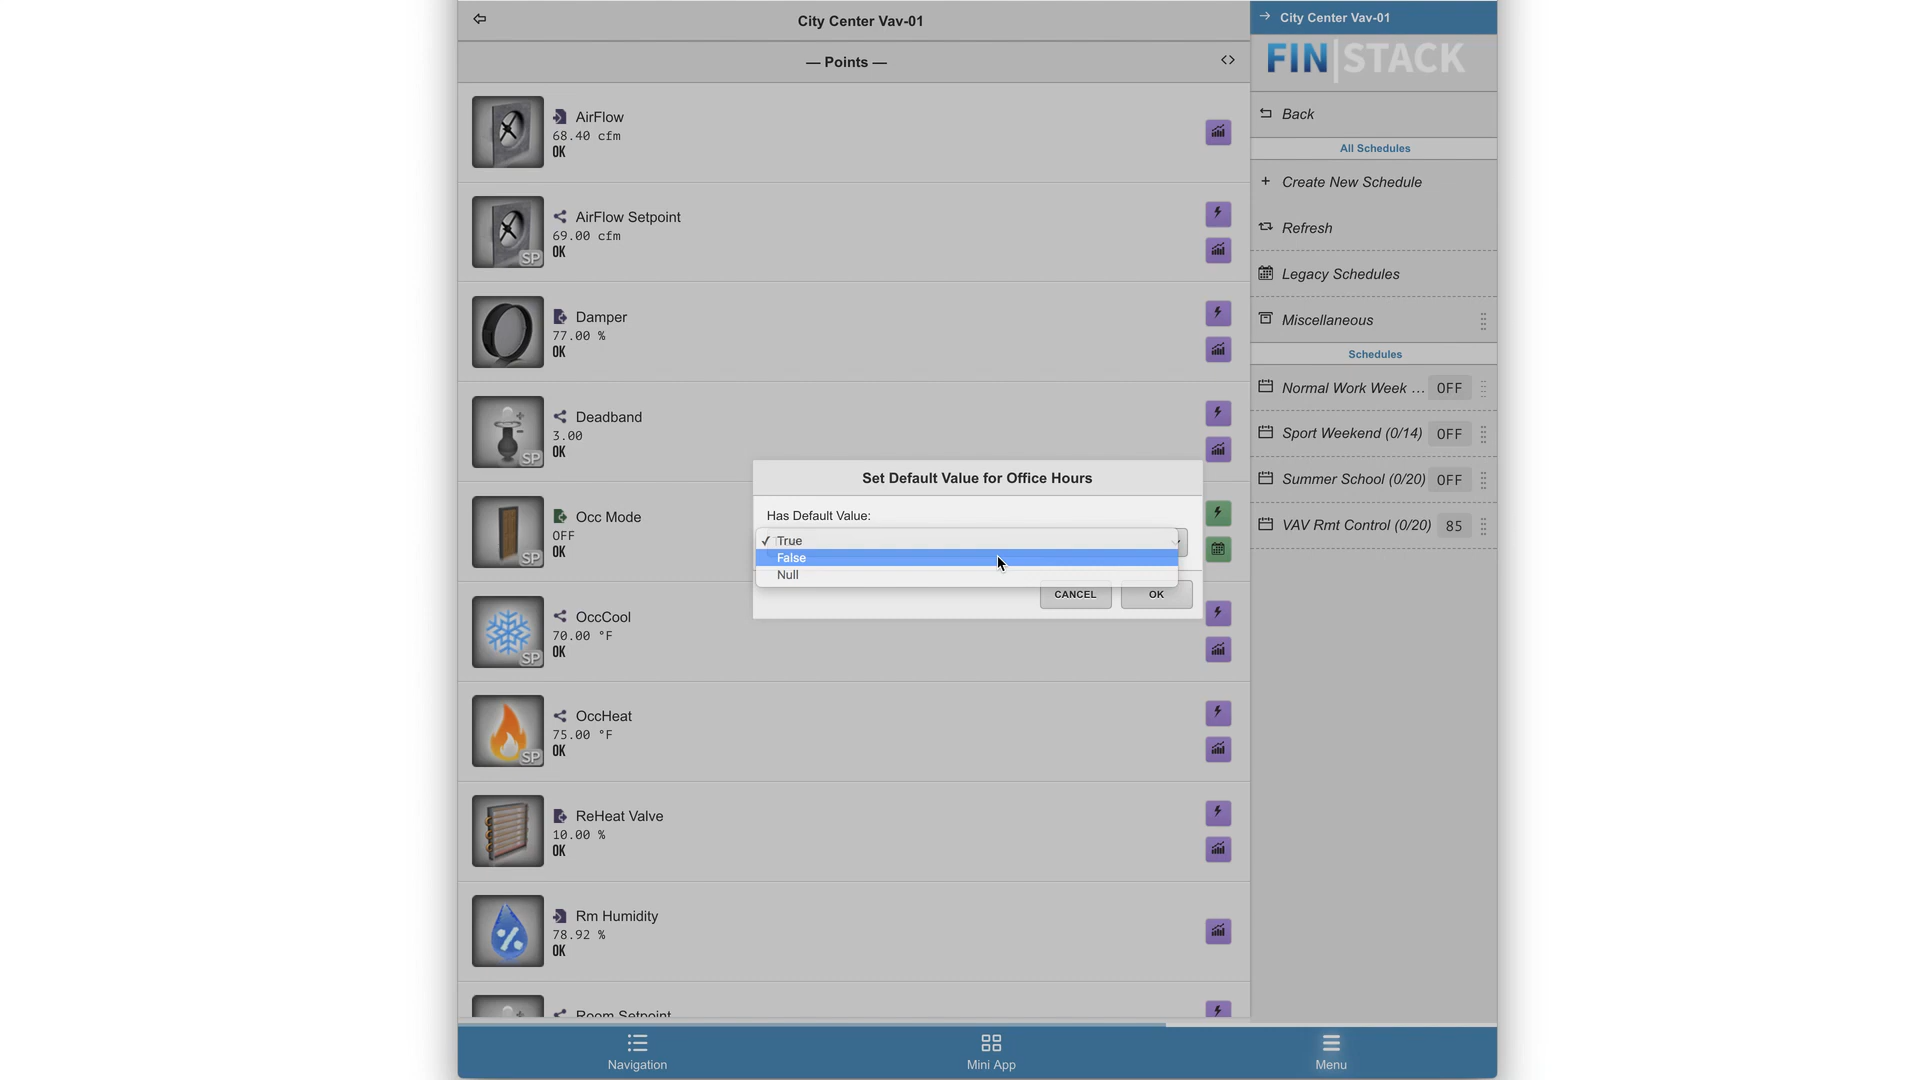 City Center Vav-01
— Points —
AirFlow
68.40 cfm
OK
AirFlow Setpoint
69.00 cfm
OK
SP
Damper
77.00 %
OK
Deadband
3.00
OK
SP
Occ Mode
OFF
OK
OccCool
70.00 °F
OK
SP
OccHeat
75.00 °F
OK
SP
ReHeat Valve
10.00 %
OK
Rm Humidity
78.92 %
OK
Room Setpoint
Set Default Value for Office Hours
Has Default Value:
✓ True
False
Null
CANCEL OK
City Center Vav-01
FIN|STACK
Back
All Schedules
+ Create New Schedule
Refresh
Legacy Schedules
Miscellaneous
Schedules
Normal Work Week ... OFF
Sport Weekend (0/14) OFF
Summer School (0/20) OFF
VAV Rmt Control (0/20) 85
Navigation Mini App Menu